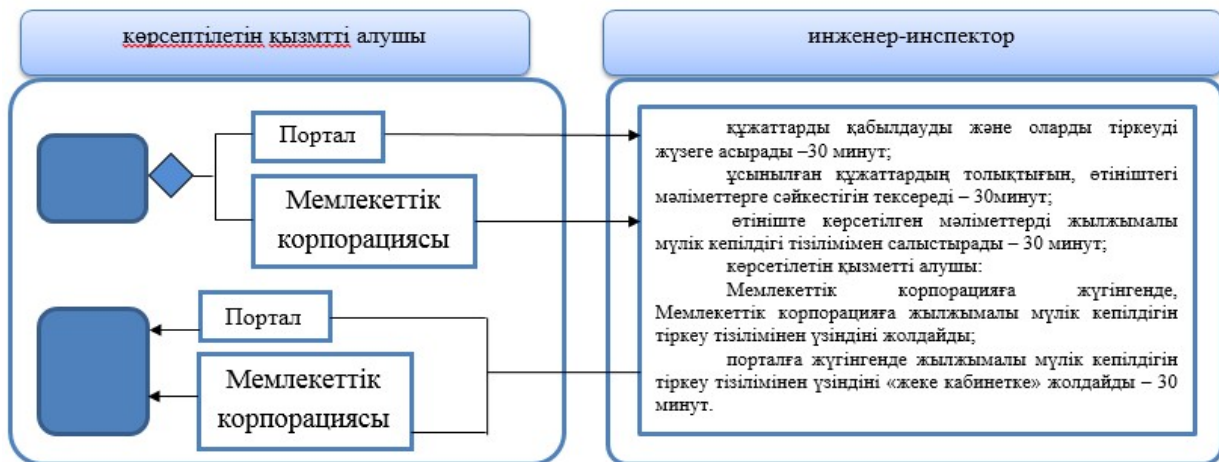 көрсептілетін қызмтті алушы
инженер-инспектор
Портал
Мемлекеттік
корпорациясы
Портал
Мемлекеттік
корпорациясы
құжаттарды қабылдауды және оларды тіркеуді
жүзеге асырады –30 минут;
ұсынылған құжаттардың толықтығын, өтініштегі
мәліметтерге сәйкестігін тексереді – 30минут;
өтініште көрсетілген мәліметтерді жылжымалы
мүлік кепілдігі тізілімімен салыстырады – 30 минут;
көрсетілетін қызметті алушы:
Мемлекеттік корпорацияға жүгінгенде,
Мемлекеттік корпорацияға жылжымалы мүлік кепілдігін
тіркеу тізілімінен үзіндіні жолдайды;
порталға жүгінгенде жылжымалы мүлік кепілдігін
тіркеу тізілімінен үзіндіні «жеке кабинетке» жолдайды – 30
минут.